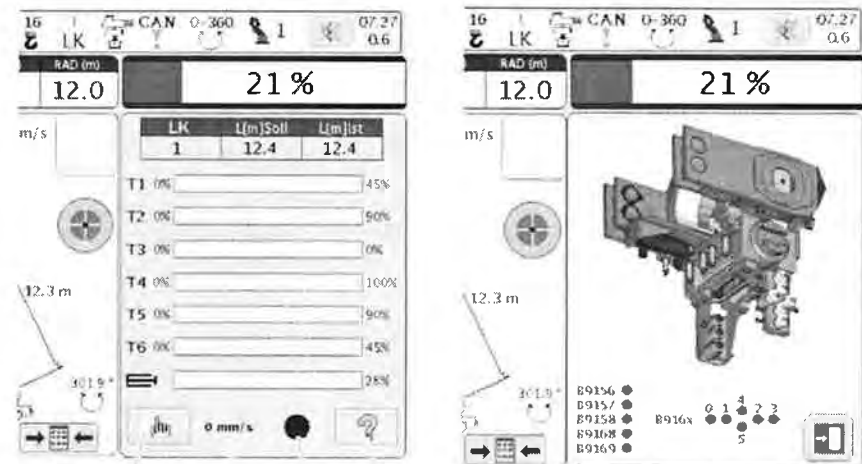 16 CAN 0-360 1 07.27
LK 0.6
RAD (m)
12.0 21 %
m/s
LK L[m]Soll L[m]Ist
1 12.4 12.4
T1 0% 45%
T2 0% 90%
T3 0% 0%
T4 0% 100%
T5 0% 90%
T6 0% 45%
28%
12.3 m
301.9°
0 mm/s ?
16 CAN 0-360 1 07.27
LK 0.6
RAD (m)
12.0 21 %
m/s
12.3 m
301.9°
B9156
B9157
B9158
B9168
B9169
B916x 0 1 4 2 3
5